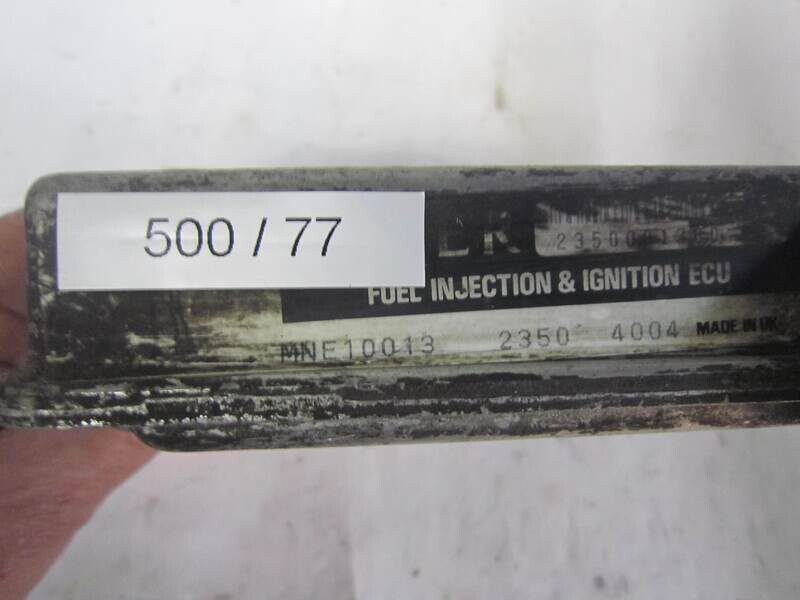 500 / 77
FUEL INJECTION & IGNITION ECU
MNE10013 2350 4004 MADE IN UK